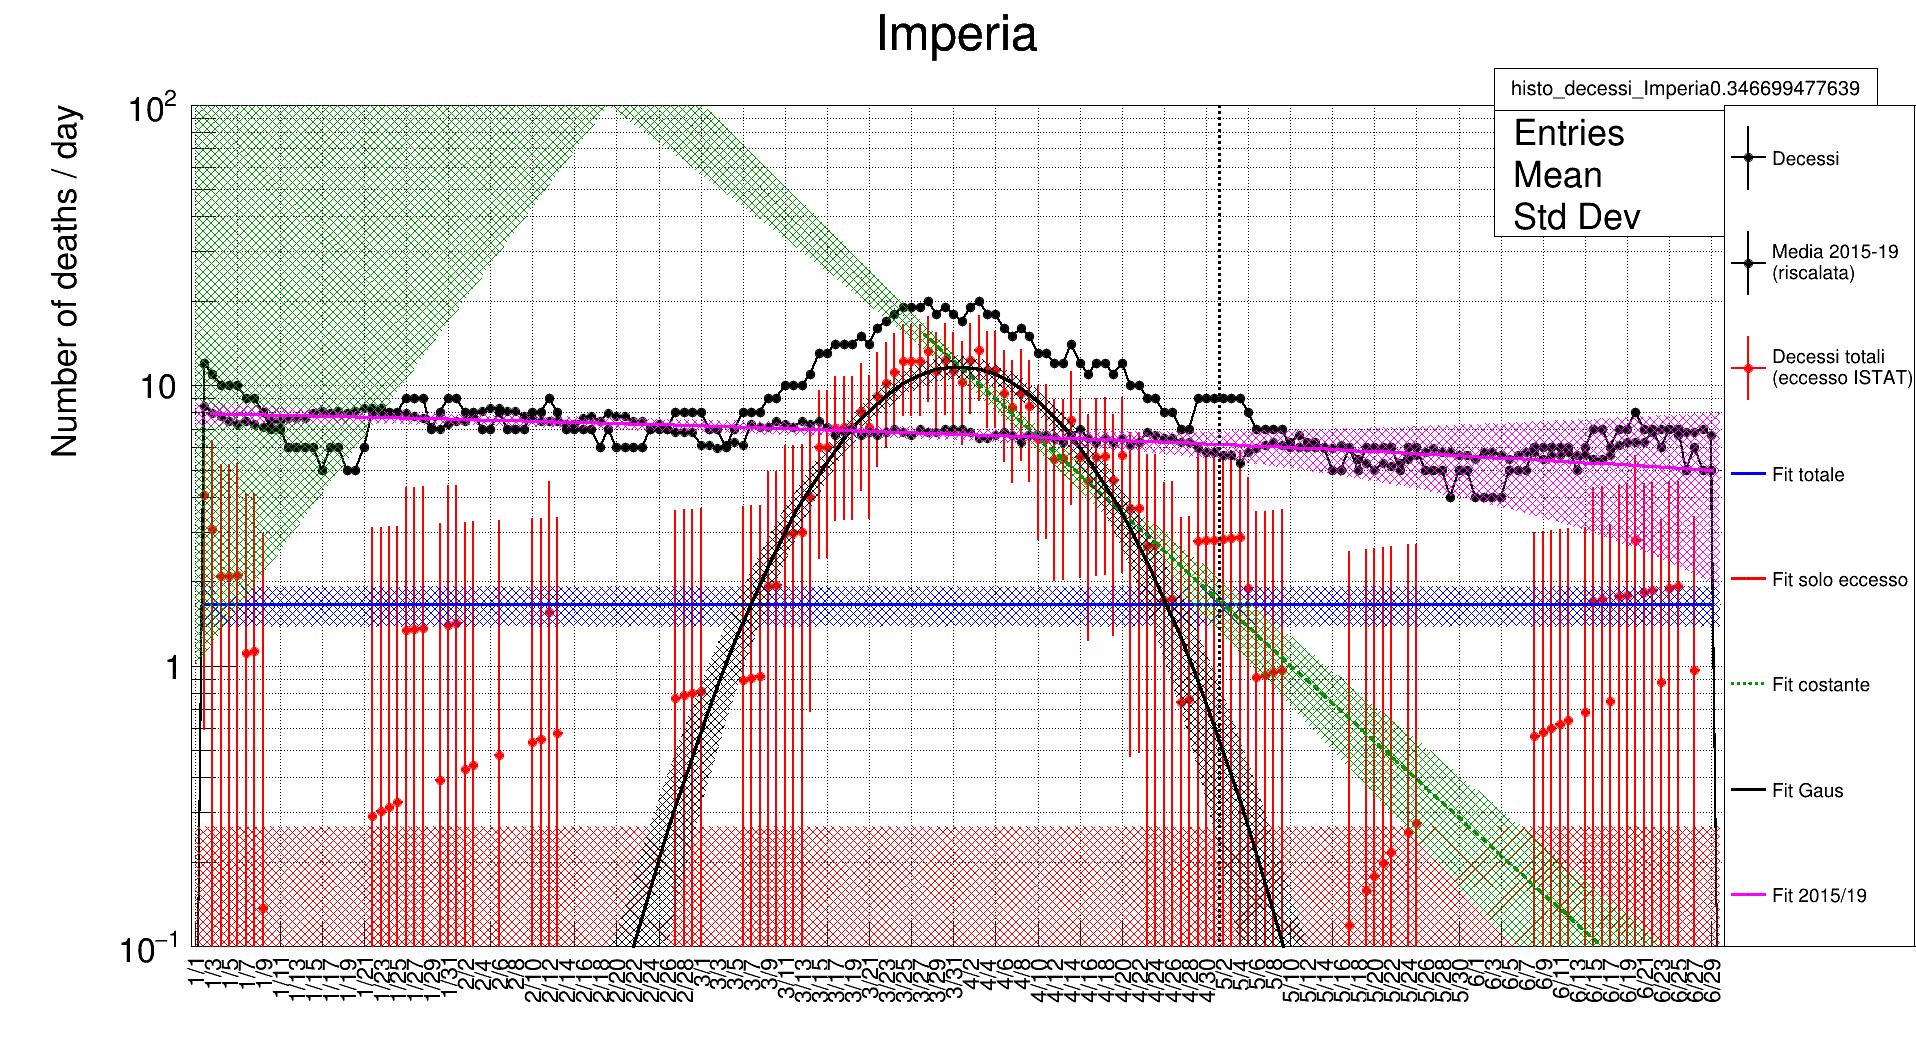 Imperia
histo_decessi_Imperia0.346699477639
Entries
Mean
Std Dev
Number of deaths / day
10²
10
1
10⁻¹
Decessi
Media 2015-19
(riscalata)
Decessi totali
(eccesso ISTAT)
Fit totale
Fit solo eccesso
Fit costante
Fit Gaus
Fit 2015/19
1/1 1/3 1/5 1/7 1/9 1/11 1/13 1/15 1/17 1/19 1/21 1/23 1/25 1/27 1/29 1/31 2/2 2/4 2/6 2/8 2/10 2/12 2/14 2/16 2/18 2/20 2/22 2/24 2/26 2/28 3/1 3/3 3/5 3/7 3/9 3/11 3/13 3/15 3/17 3/19 3/21 3/23 3/25 3/27 3/29 3/31 4/2 4/4 4/6 4/8 4/10 4/12 4/14 4/16 4/18 4/20 4/22 4/24 4/26 4/28 4/30 5/2 5/4 5/6 5/8 5/10 5/12 5/14 5/16 5/18 5/20 5/22 5/24 5/26 5/28 5/30 6/1 6/3 6/5 6/7 6/9 6/11 6/13 6/15 6/17 6/19 6/21 6/23 6/25 6/27 6/29